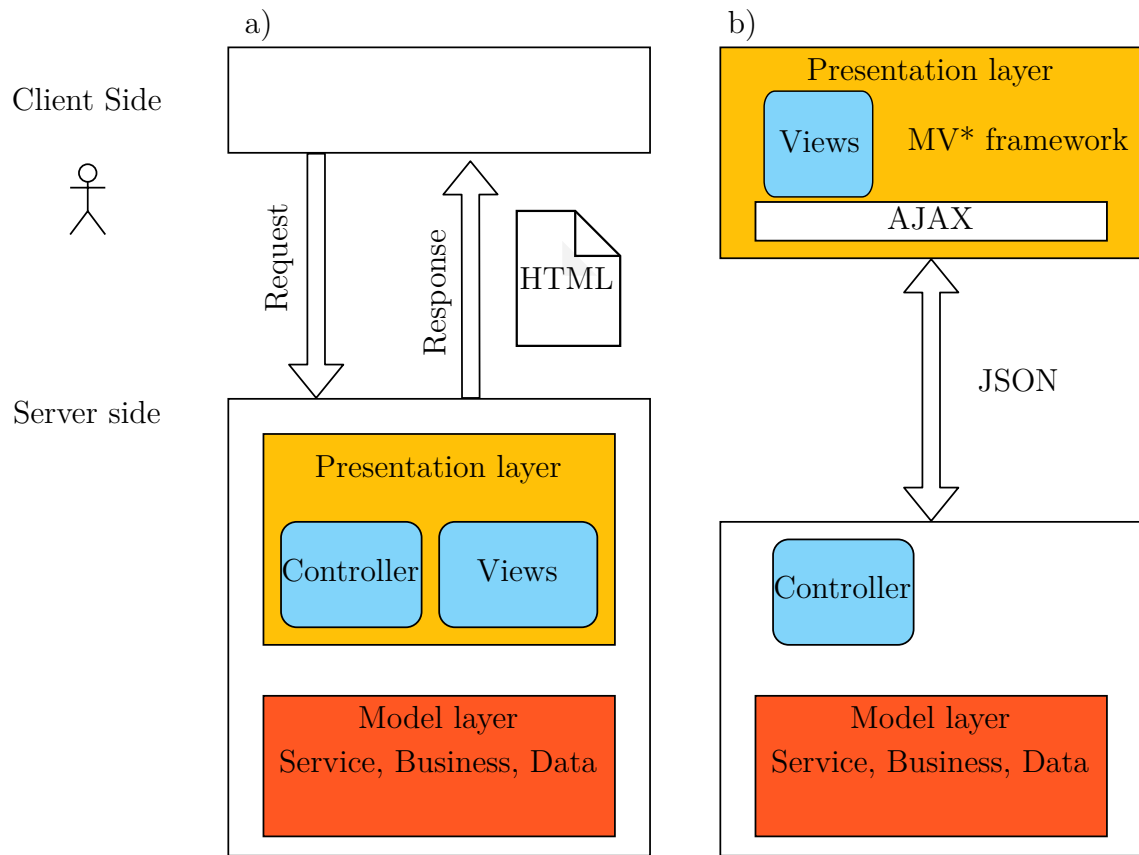 a)
b)
Client Side
Presentation layer
Views
MV* framework
AJAX
Request
Response
HTML
JSON
Server side
Presentation layer
Controller
Views
Controller
Model layer
Service, Business, Data
Model layer
Service, Business, Data